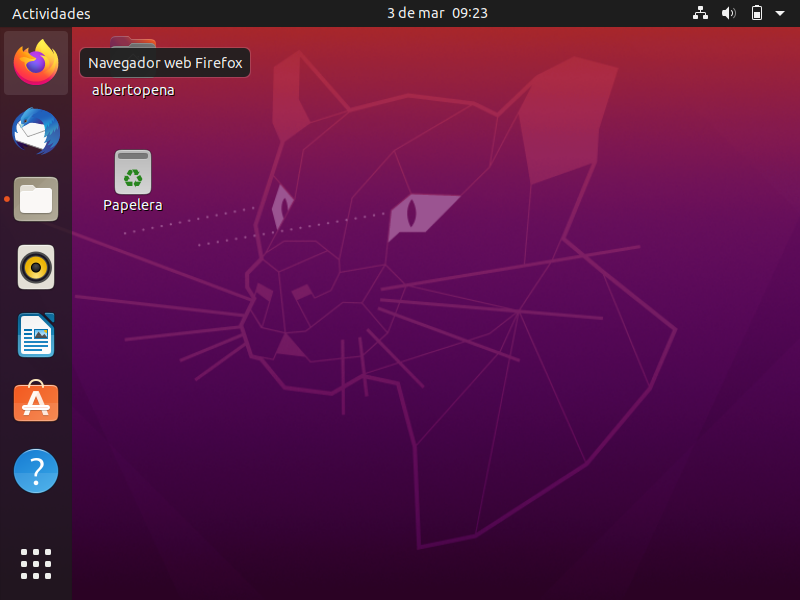 Actividades
3 de mar 09:23
Navegador web Firefox
albertopena
Papelera